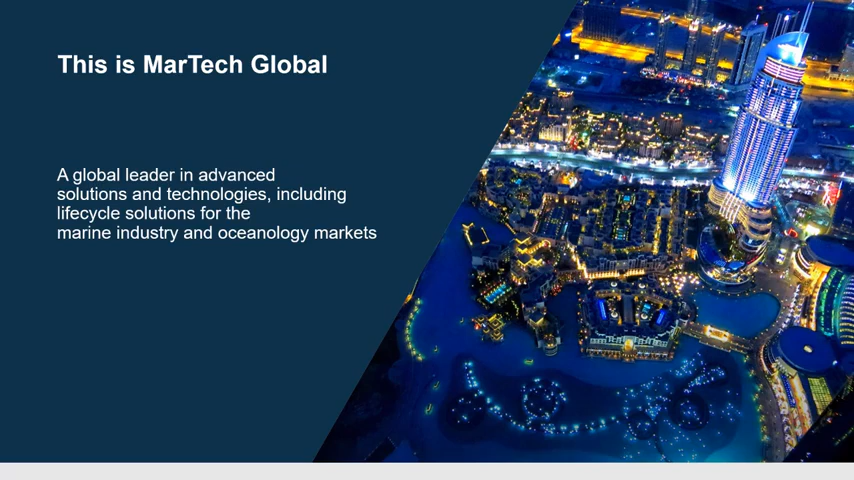 This is MarTech Global
A global leader in advanced
solutions and technologies, including
lifecycle solutions for the
marine industry and oceanology markets